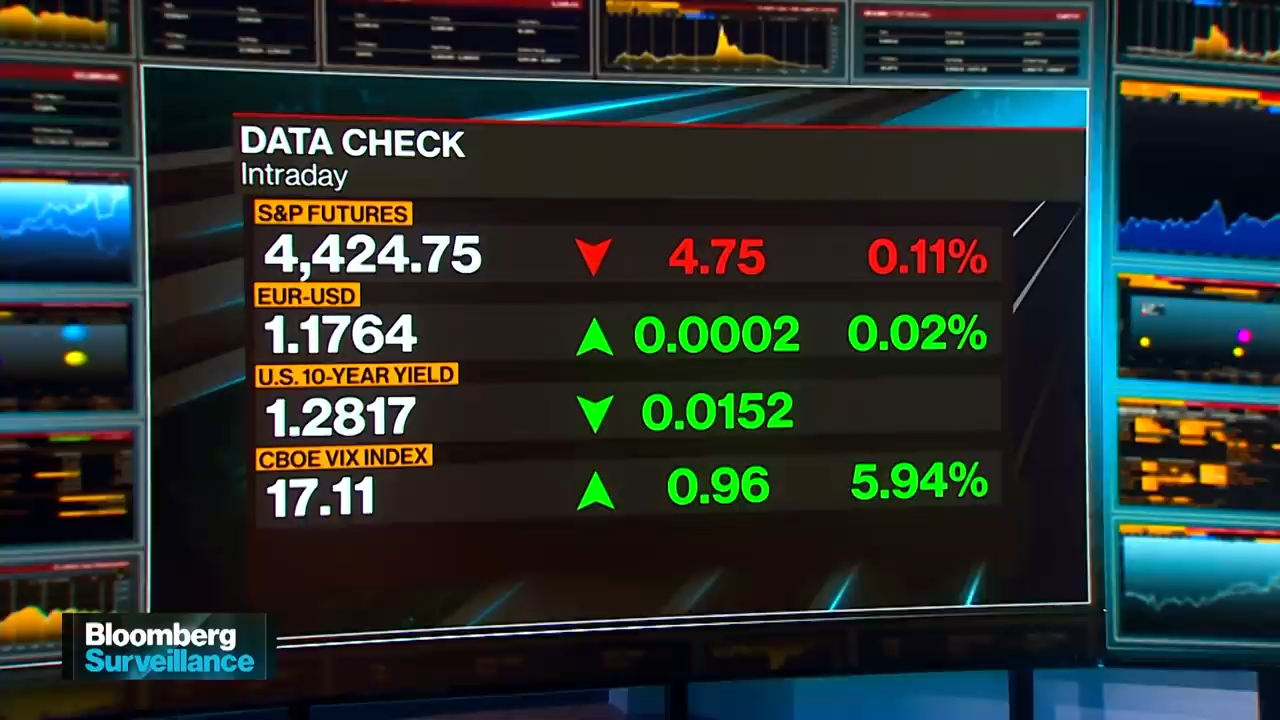 DATA CHECK
Intraday
S&P FUTURES
4,424.75 4.75 0.11%
EUR-USD
1.1764 0.0002 0.02%
U.S. 10-YEAR YIELD
1.2817 0.0152
CBOE VIX INDEX
17.11 0.96 5.94%
Bloomberg
Surveillance